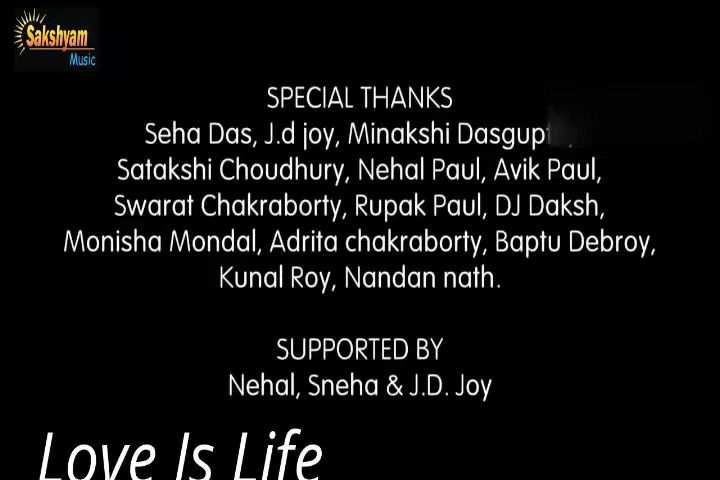 Sakshyam
Music
SPECIAL THANKS
Seha Das, J.d joy, Minakshi
Satakshi Choudhury, Nehal Paul, Avik Paul,
Swarat Chakraborty, Rupak Paul, DJ Daksh,
Monisha Mondal, Adrita chakraborty, Baptu Debroy,
Kunal Roy, Nandan nath.
SUPPORTED BY
Nehal, Sneha & J.D. Joy
Love Is Life